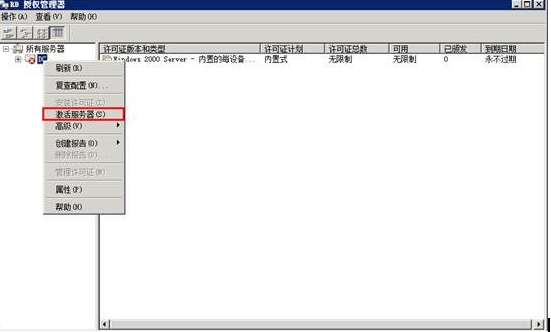 RD 授权管理器
操作(A) 查看(V) 帮助(H)
所有服务器
许可证版本和类型 许可证计划 许可证总数 可用 已颁发 到期日期
Windows 2000 Server - 内置的每设备... 内置式 无限制 无限制 0 永不过期
刷新(R)
复查配置(N)...
安装许可证(I)
激活服务器(S)
高级(V)
创建报告(O)
删除报告(D)...
管理许可证(M)
属性(P)
帮助(H)